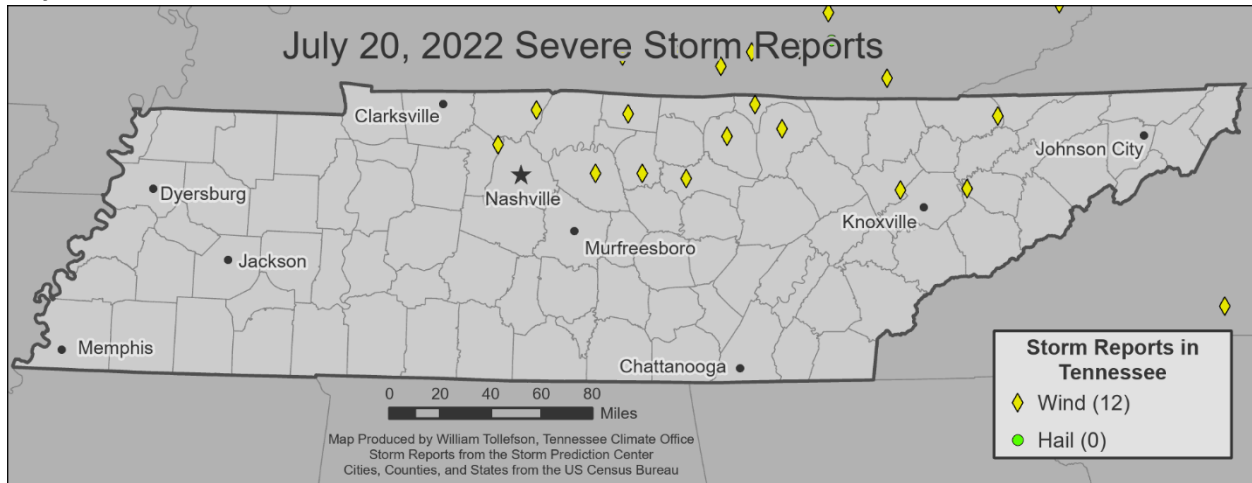 July 20, 2022 Severe Storm Reports
Clarksville
Johnson City
Dyersburg
Nashville
Knoxville
Murfreesboro
Jackson
Memphis
Chattanooga
0 20 40 60 80
Miles
Map Produced by William Tollefson, Tennessee Climate Office
Storm Reports from the Storm Prediction Center
Cities, Counties, and States from the US Census Bureau
Storm Reports in
Tennessee
Wind (12)
Hail (0)